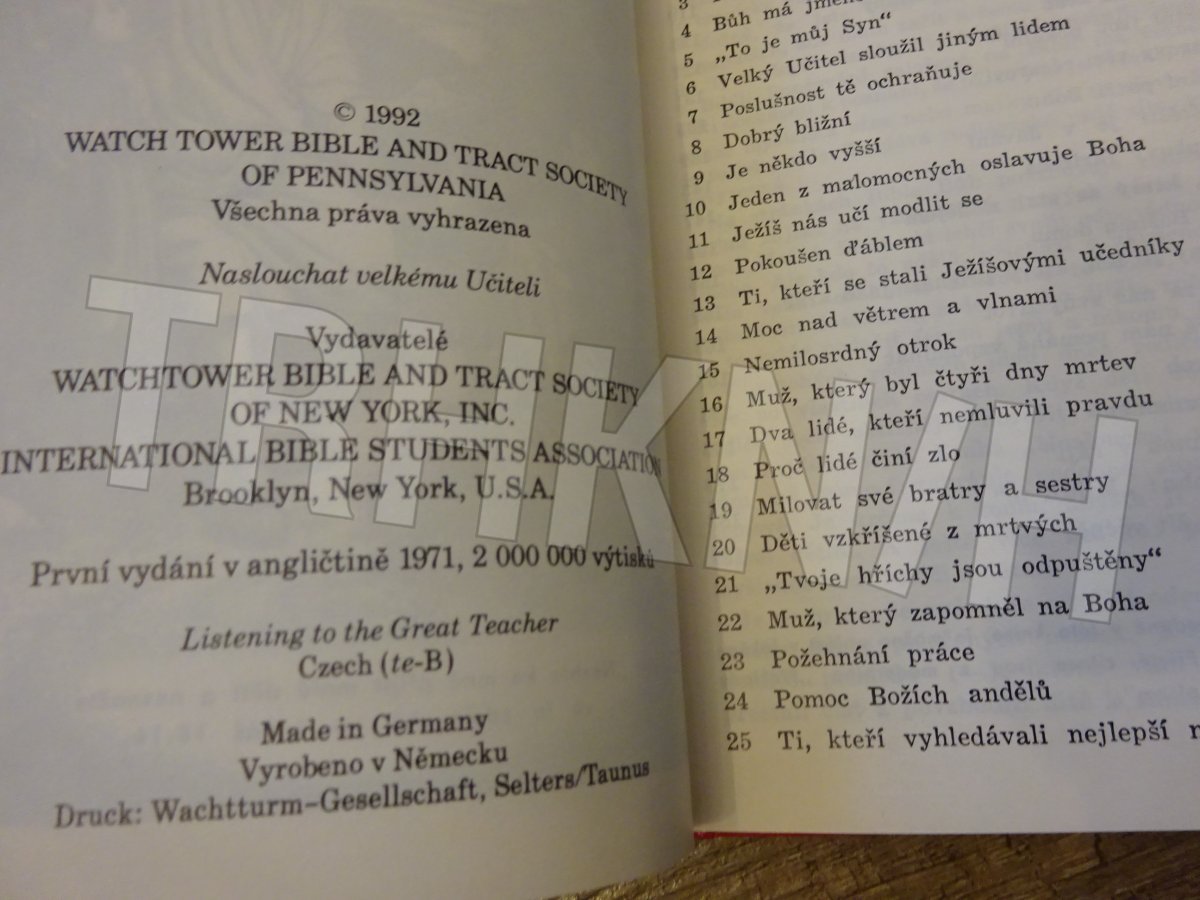 © 1992
WATCH TOWER BIBLE AND TRACT SOCIETY
OF PENNSYLVANIA
Všechna práva vyhrazena
Naslouchat velkému Učiteli
Vydavatelé
WATCHTOWER BIBLE AND TRACT SOCIETY
OF NEW YORK, INC.
INTERNATIONAL BIBLE STUDENTS ASSOCIATION
Brooklyn, New York, U.S.A.
První vydání v angličtině 1971, 2 000 000 výtisků
Listening to the Great Teacher
Czech (te-B)
Made in Germany
Vyrobeno v Německu
Druck: Wachtturm-Gesellschaft, Selters/Taunus
3
4 Bůh má jméno
5 „To je můj Syn“
6 Velký Učitel sloužil jiným lidem
7 Poslušnost tě ochraňuje
8 Dobrý bližní
9 Je někdo vyšší
10 Jeden z malomocných oslavuje Boha
11 Ježíš nás učí modlit se
12 Pokoušen ďáblem
13 Ti, kteří se stali Ježíšovými učedníky
14 Moc nad větrem a vlnami
15 Nemilosrdný otrok
16 Muž, který byl čtyři dny mrtev
17 Dva lidé, kteří nemluvili pravdu
18 Proč lidé činí zlo
19 Milovat své bratry a sestry
20 Děti vzkříšené z mrtvých
21 „Tvoje hříchy jsou odpuštěny“
22 Muž, který zapomněl na Boha
23 Požehnání práce
24 Pomoc Božích andělů
25 Ti, kteří vyhledávali nejlepší
TRHKNIH